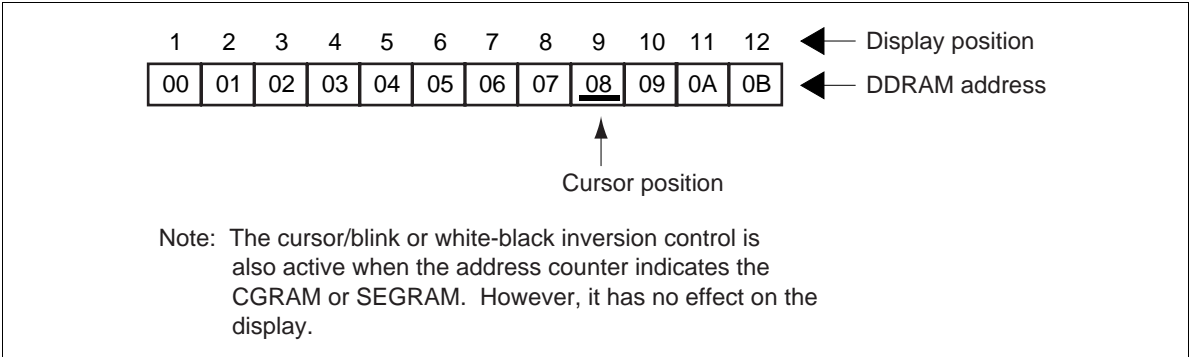 1 2 3 4 5 6 7 8 9 10 11 12 Display position
00 01 02 03 04 05 06 07 08 09 0A 0B DDRAM address
Cursor position
Note: The cursor/blink or white-black inversion control is
also active when the address counter indicates the
CGRAM or SEGRAM. However, it has no effect on the
display.